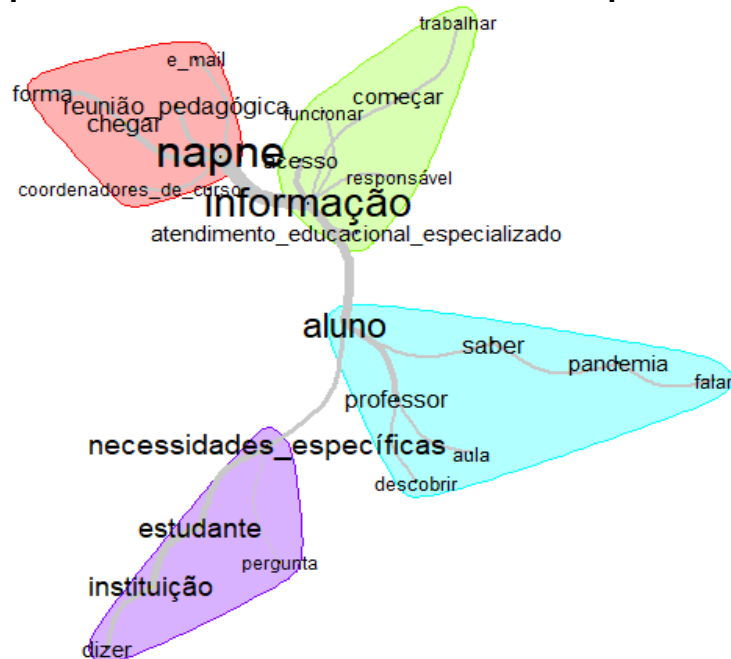 trabalhar
e_mail
forma
reunião_pedagógica
começar
funcionar
chegar
napne
acesso
responsável
coordenadores_de_curso
informação
atendimento_educacional_especializado
aluno
saber
pandemia
falar
professor
necessidades_específicas
aula
descobrir
estudante
pergunta
instituição
dizer